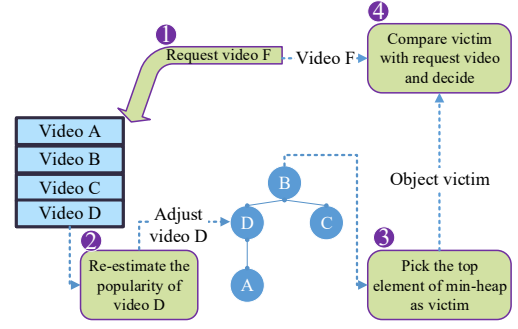 1
Request video F
Video F
4
Compare victim
with request video
and decide
Video A
Video B
Video C
Video D
2
Re-estimate the
popularity of
video D
Adjust
video D
B
D
C
A
Object victim
3
Pick the top
element of min-heap
as victim